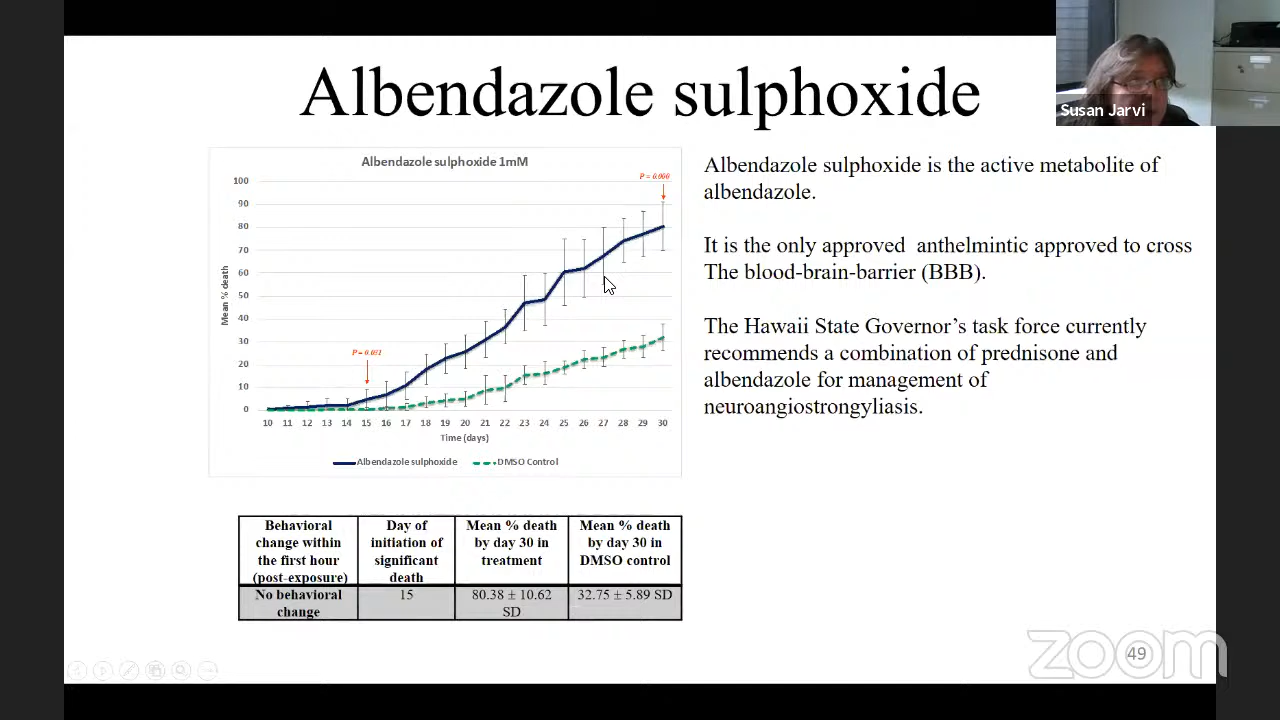 Albendazole sulphoxide
Susan Jarvi
Albendazole sulphoxide 1mM
P = 0.000
100
90
80
70
60
50
40
30
20
10
0
Mean % death
P = 0.031
10 11 12 13 14 15 16 17 18 19 20 21 22 23 24 25 26 27 28 29 30
Time (days)
Albendazole sulphoxide
DMSO Control
Albendazole sulphoxide is the active metabolite of
albendazole.
It is the only approved anthelmintic approved to cross
The blood-brain-barrier (BBB).
The Hawaii State Governor's task force currently
recommends a combination of prednisone and
albendazole for management of
neuroangiostrongyliasis.
Behavioral
change within
the first hour
(post-exposure)
Day of
initiation of
significant
death
Mean % death
by day 30 in
treatment
Mean % death
by day 30 in
DMSO control
No behavioral
change
15
80.38 ± 10.62
SD
32.75 ± 5.89 SD
zoom
49